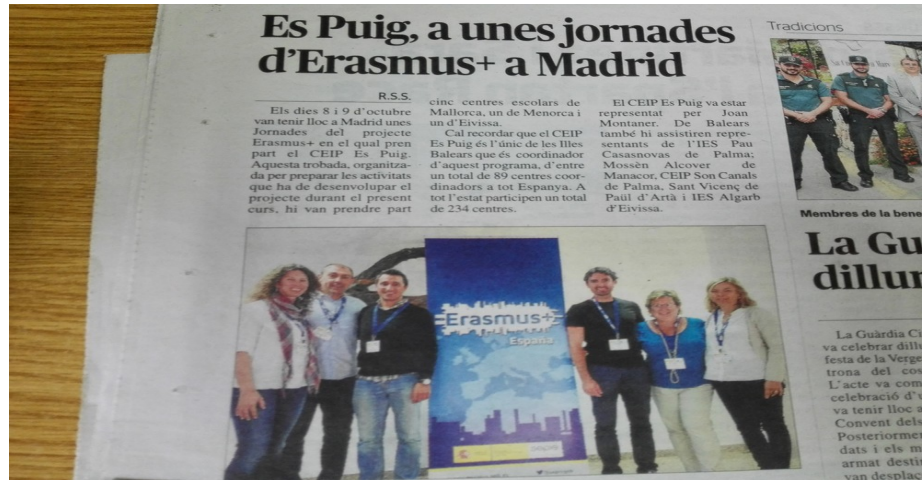 Es Puig, a unes jornades
d'Erasmus+ a Madrid
R.S.S.
Els dies 8 i 9 d'octubre
van tenir lloc a Madrid unes
Jornades del projecte
Erasmus+ en el qual pren
part el CEIP Es Puig.
Aquesta trobada, organitza-
da per preparar les activitats
que ha de desenvolupar el
projecte durant el present
curs, hi van prendre part
cinc centres escolars de
Mallorca, un de Menorca i
un d'Eivissa.
Cal recordar que el CEIP
Es Puig és l'únic de les Illes
Balears que és coordinador
d'aquest programa, d'entre
un total de 89 centres coor-
dinadors a tot Espanya. A
tot l'estat participen un total
de 234 centres.
El CEIP Es Puig va estar
representat per Joan
Montaner. De Balears
també hi assistiren repre-
sentants de l'IES Pau
Casasnovas de Palma;
Mossèn Alcover de
Manacor, CEIP Son Canals
de Palma, Sant Vicenç de
Paül d'Artà i IES Algarb
d'Eivissa.
Erasmus+
España
Tradicions
Membres de la bene
La Gu
dillu
La Guàrdia Ci
va celebrar dillu
festa de la Verge
trona del cos
L'acte va com
celebració d'u
va tenir lloc a
Convent dels
Posteriormen
dats i els m
armat desti
van desplaç